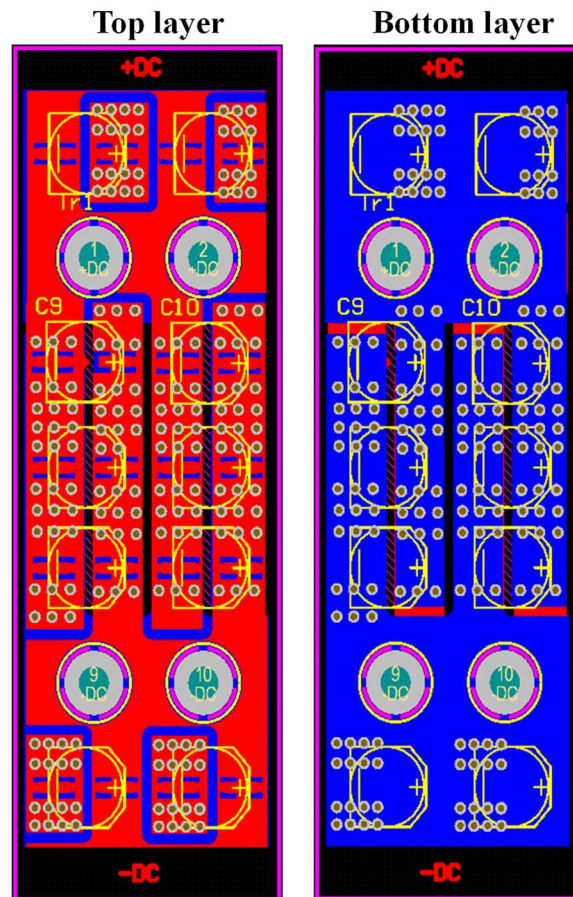 Top layer Bottom layer
+DC +DC
Tr1 Tr1
1 2 1 2
+DC +DC +DC +DC
C9 C10 C9 C10
9 10 9 10
-DC -DC -DC -DC
-DC -DC